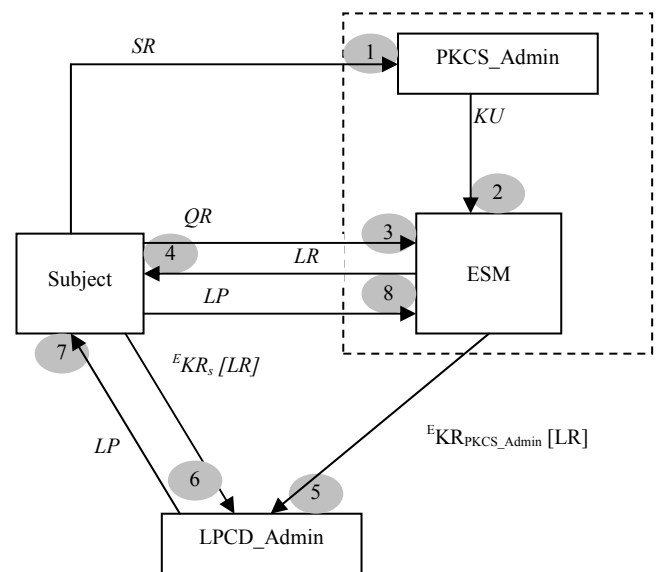 SR
1
PKCS_Admin
KU
2
QR
3
4
LR
Subject
ESM
8
LP
7
ᴱKRₛ [LR]
ᴱKR_PKCS_Admin [LR]
LP
6
5
LPCD_Admin